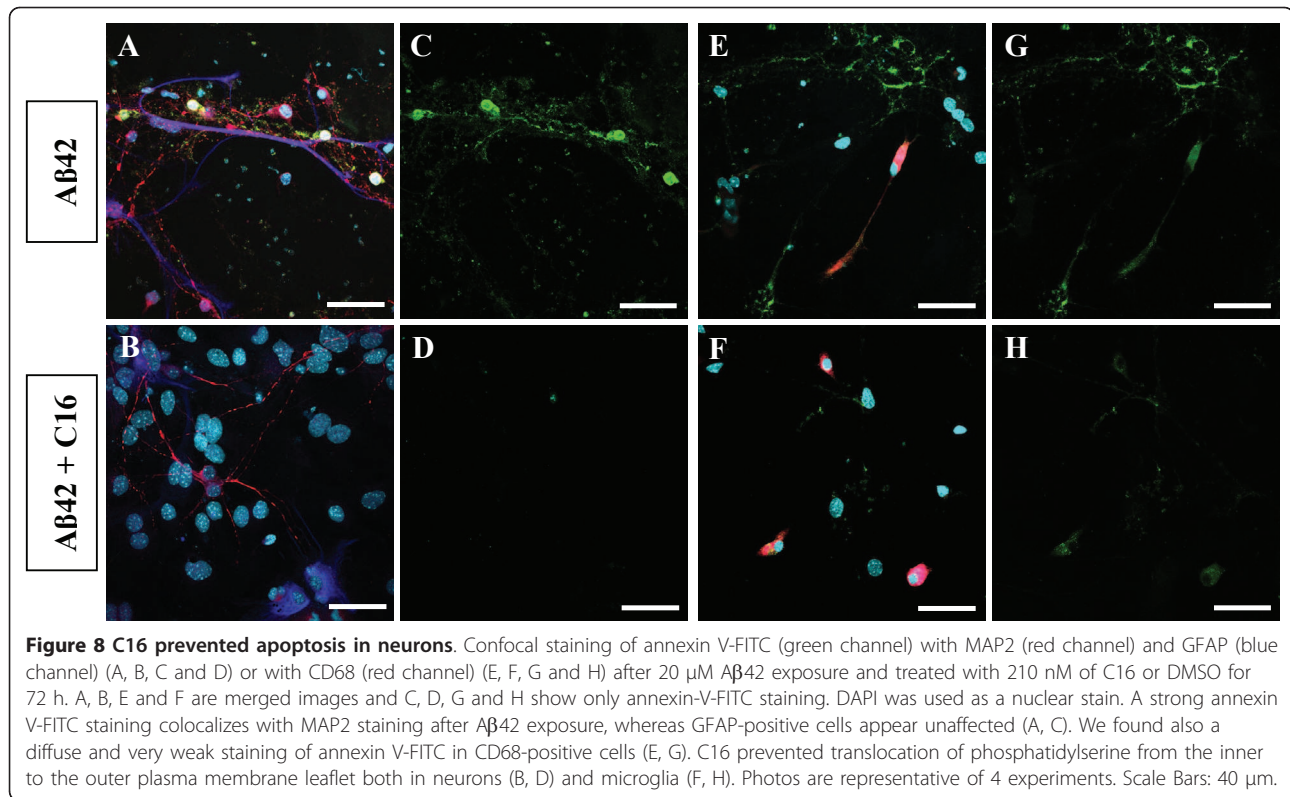 Aβ42
A
C
E
G
Aβ42 + C16
B
D
F
H
Figure 8 C16 prevented apoptosis in neurons. Confocal staining of annexin V-FITC (green channel) with MAP2 (red channel) and GFAP (blue
channel) (A, B, C and D) or with CD68 (red channel) (E, F, G and H) after 20 μM Aβ42 exposure and treated with 210 nM of C16 or DMSO for
72 h. A, B, E and F are merged images and C, D, G and H show only annexin-V-FITC staining. DAPI was used as a nuclear stain. A strong annexin
V-FITC staining colocalizes with MAP2 staining after Aβ42 exposure, whereas GFAP-positive cells appear unaffected (A, C). We found also a
diffuse and very weak staining of annexin V-FITC in CD68-positive cells (E, G). C16 prevented translocation of phosphatidylserine from the inner
to the outer plasma membrane leaflet both in neurons (B, D) and microglia (F, H). Photos are representative of 4 experiments. Scale Bars: 40 μm.